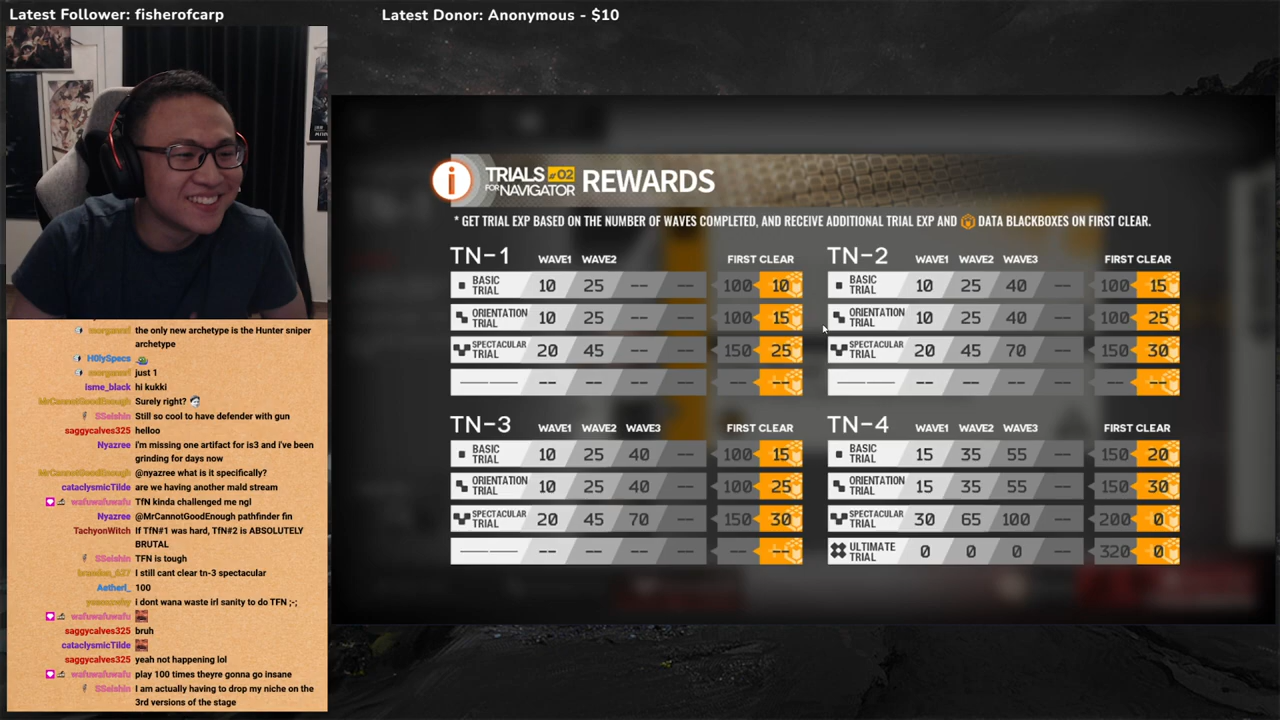 Latest Follower: fisherofcarp
Latest Donor: Anonymous - $10
i TRIALS #02 FOR NAVIGATOR REWARDS
* GET TRIAL EXP BASED ON THE NUMBER OF WAVES COMPLETED, AND RECEIVE ADDITIONAL TRIAL EXP AND DATA BLACKBOXES ON FIRST CLEAR.
TN-1 WAVE1 WAVE2 FIRST CLEAR
BASIC TRIAL 10 25 -- -- 100 10
ORIENTATION TRIAL 10 25 -- -- 100 15
SPECTACULAR TRIAL 20 45 -- -- 150 25
—— —— -- -- -- -- -- --
TN-2 WAVE1 WAVE2 WAVE3 FIRST CLEAR
BASIC TRIAL 10 25 40 -- 100 15
ORIENTATION TRIAL 10 25 40 -- 100 25
SPECTACULAR TRIAL 20 45 70 -- 150 30
—— —— -- -- -- -- -- --
TN-3 WAVE1 WAVE2 WAVE3 FIRST CLEAR
BASIC TRIAL 10 25 40 -- 100 15
ORIENTATION TRIAL 10 25 40 -- 100 25
SPECTACULAR TRIAL 20 45 70 -- 150 30
—— —— -- -- -- -- -- --
TN-4 WAVE1 WAVE2 WAVE3 FIRST CLEAR
BASIC TRIAL 15 35 55 -- 150 20
ORIENTATION TRIAL 15 35 55 -- 150 30
SPECTACULAR TRIAL 30 65 100 -- 200 0
ULTIMATE TRIAL 0 0 0 -- 320 0
the only new archetype is the Hunter sniper
archetype
H0lySpecs
just 1
isme_black hi kukki
MrCannotGoodEnough Surely right?
SSeishin Still so cool to have defender with gun
saggycalves325 helloo
Nyazree i'm missing one artifact for is3 and i've been
grinding for days now
MrCannotGoodEnough @nyazree what is it specifically?
cataclysmicTilde are we having another mald stream
wafuwafuwafu TfN kinda challenged me ngl
Nyazree @MrCannotGoodEnough pathfinder fin
TachyonWitch If TfN#1 was hard, TfN#2 is ABSOLUTELY
BRUTAL
SSeishin TFN is tough
I still cant clear tn-3 spectacular
Aetherl_ 100
i dont wana waste irl sanity to do TFN ;-;
wafuwafuwafu
saggycalves325 bruh
cataclysmicTilde
saggycalves325 yeah not happening lol
wafuwafuwafu play 100 times theyre gonna go insane
SSeishin I am actually having to drop my niche on the
3rd versions of the stage